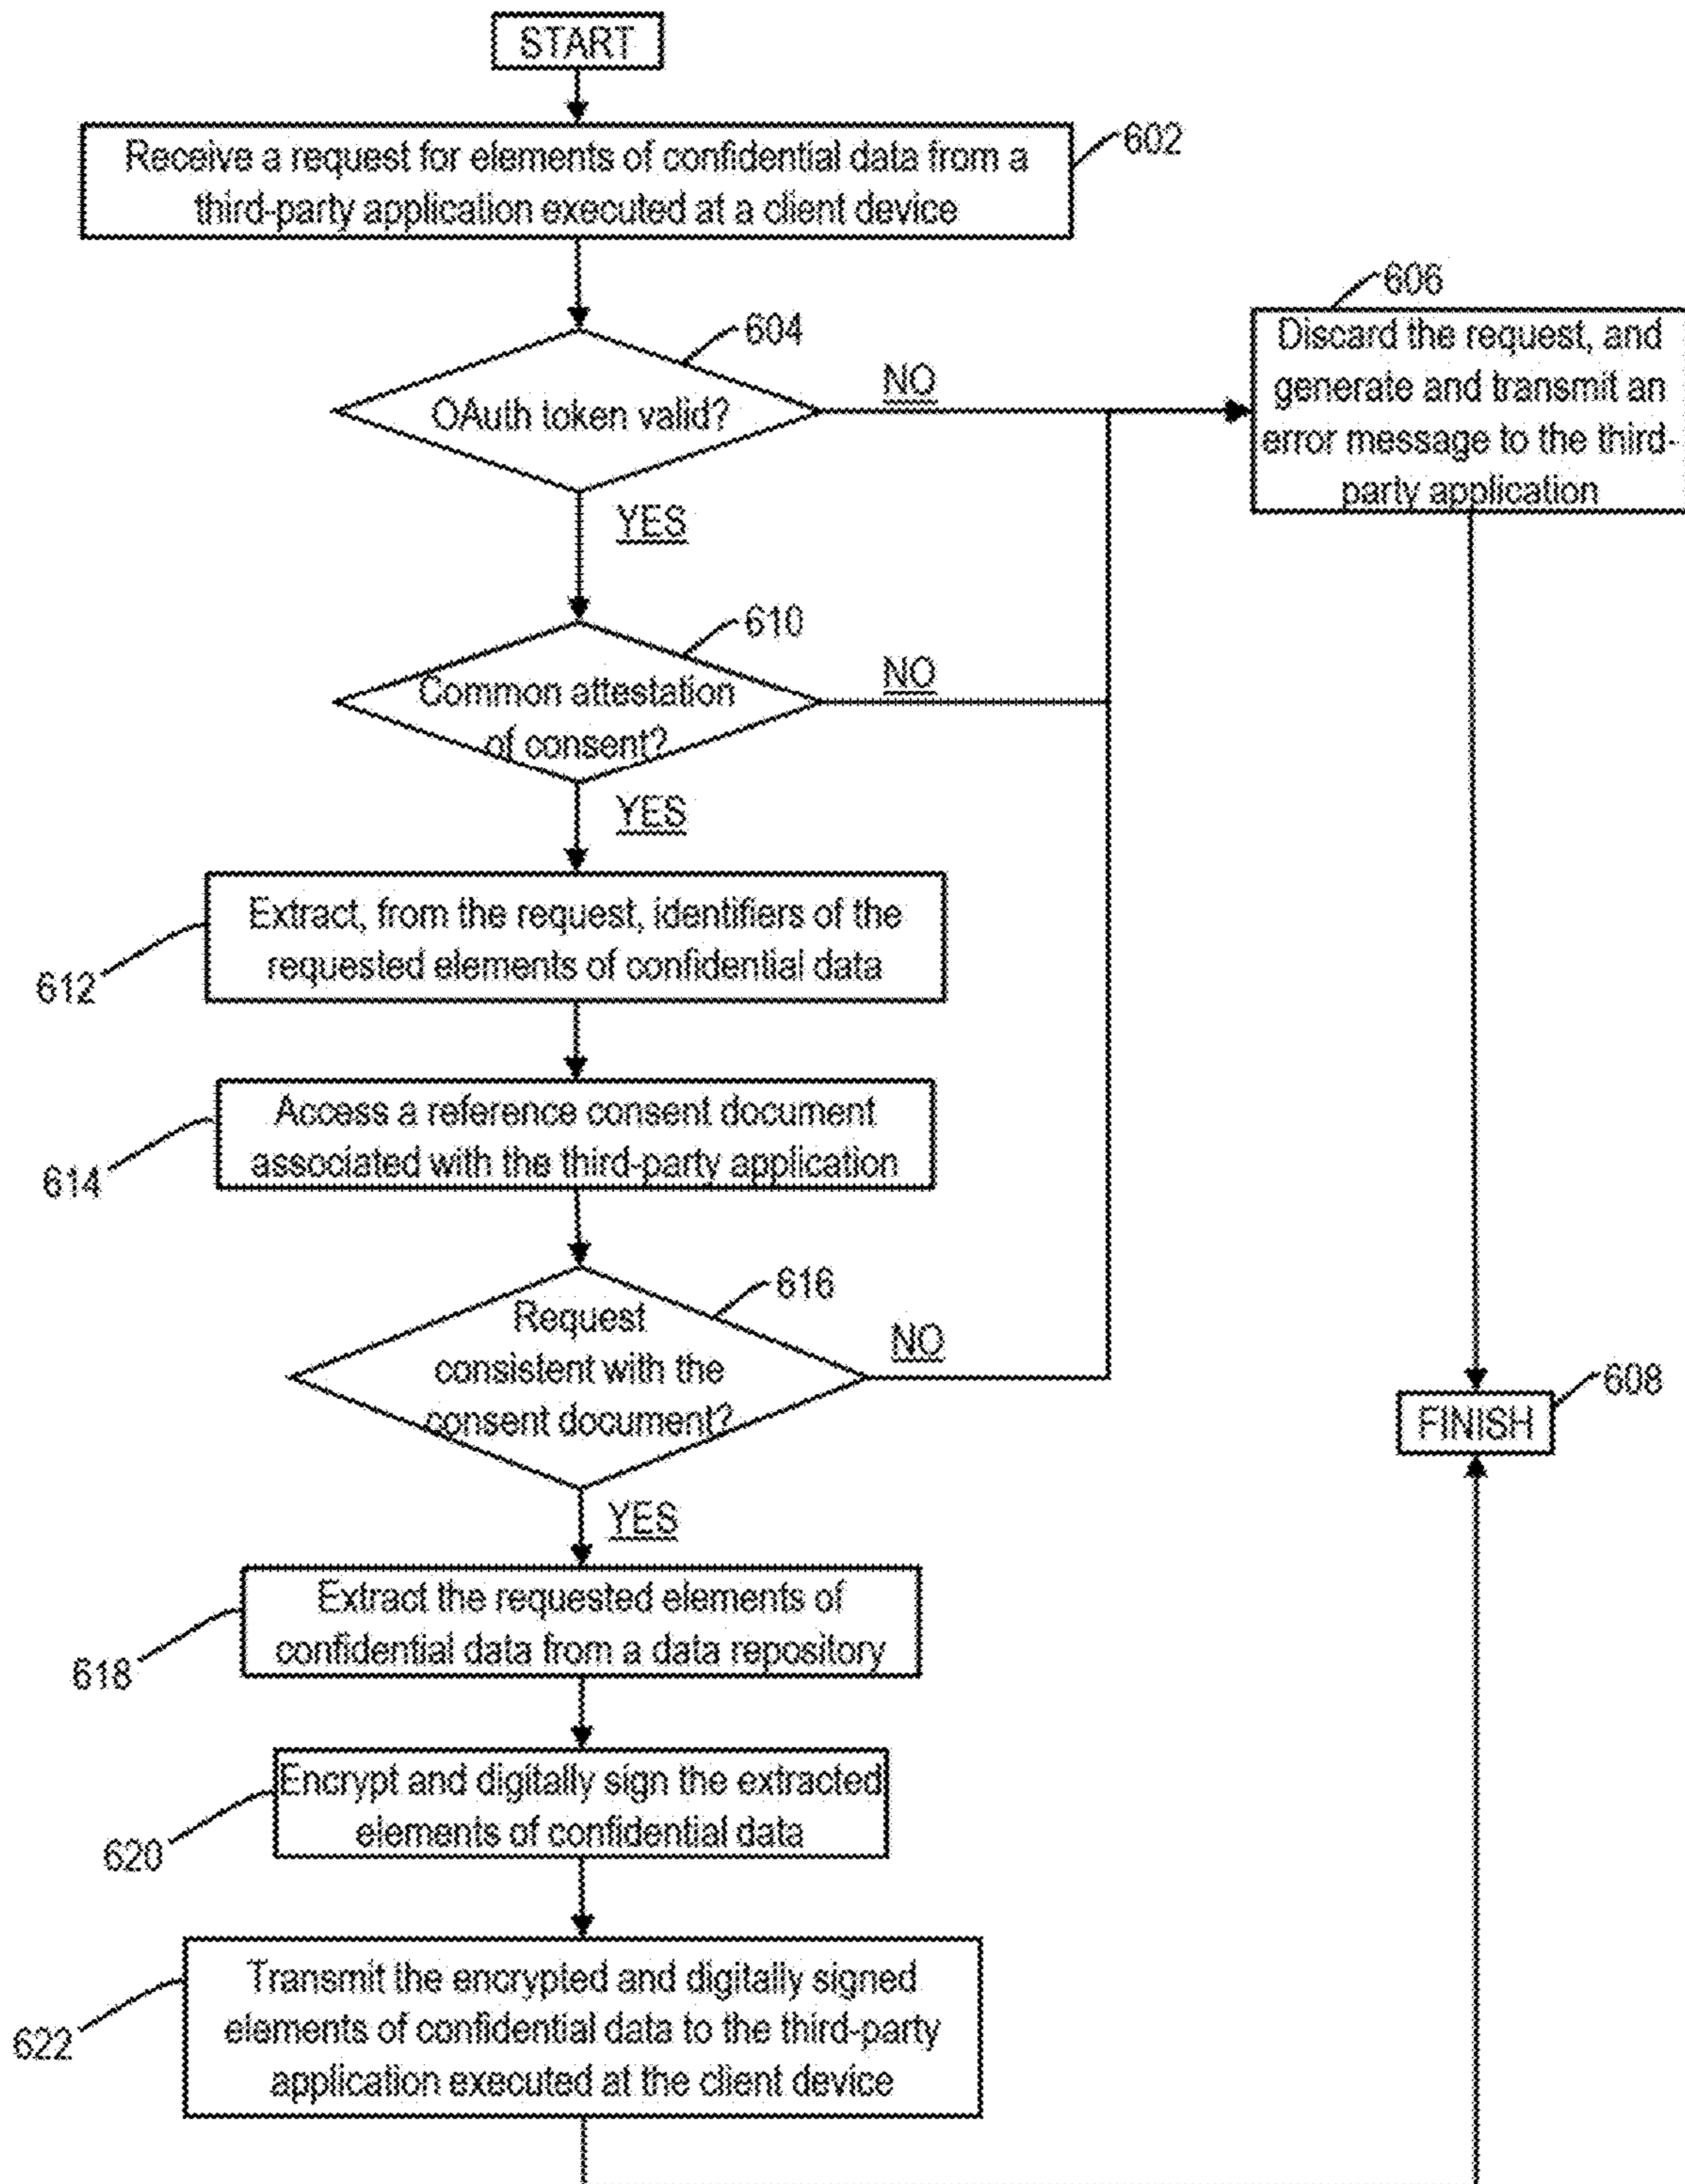 START
602
Receive a request for elements of confidential data from a
third-party application executed at a client device
606
Discard the request, and
generate and transmit an
error message to the third-
party application
604
OAuth token valid?
NO
YES
610
Common attestation
of consent?
NO
YES
612
Extract, from the request, identifiers of the
requested elements of confidential data
614
Access a reference consent document
associated with the third-party application
616
Request
consistent with the
consent document?
NO
YES
608
FINISH
618
Extract the requested elements of
confidential data from a data repository
620
Encrypt and digitally sign the extracted
elements of confidential data
622
Transmit the encrypted and digitally signed
elements of confidential data to the third-party
application executed at the client device